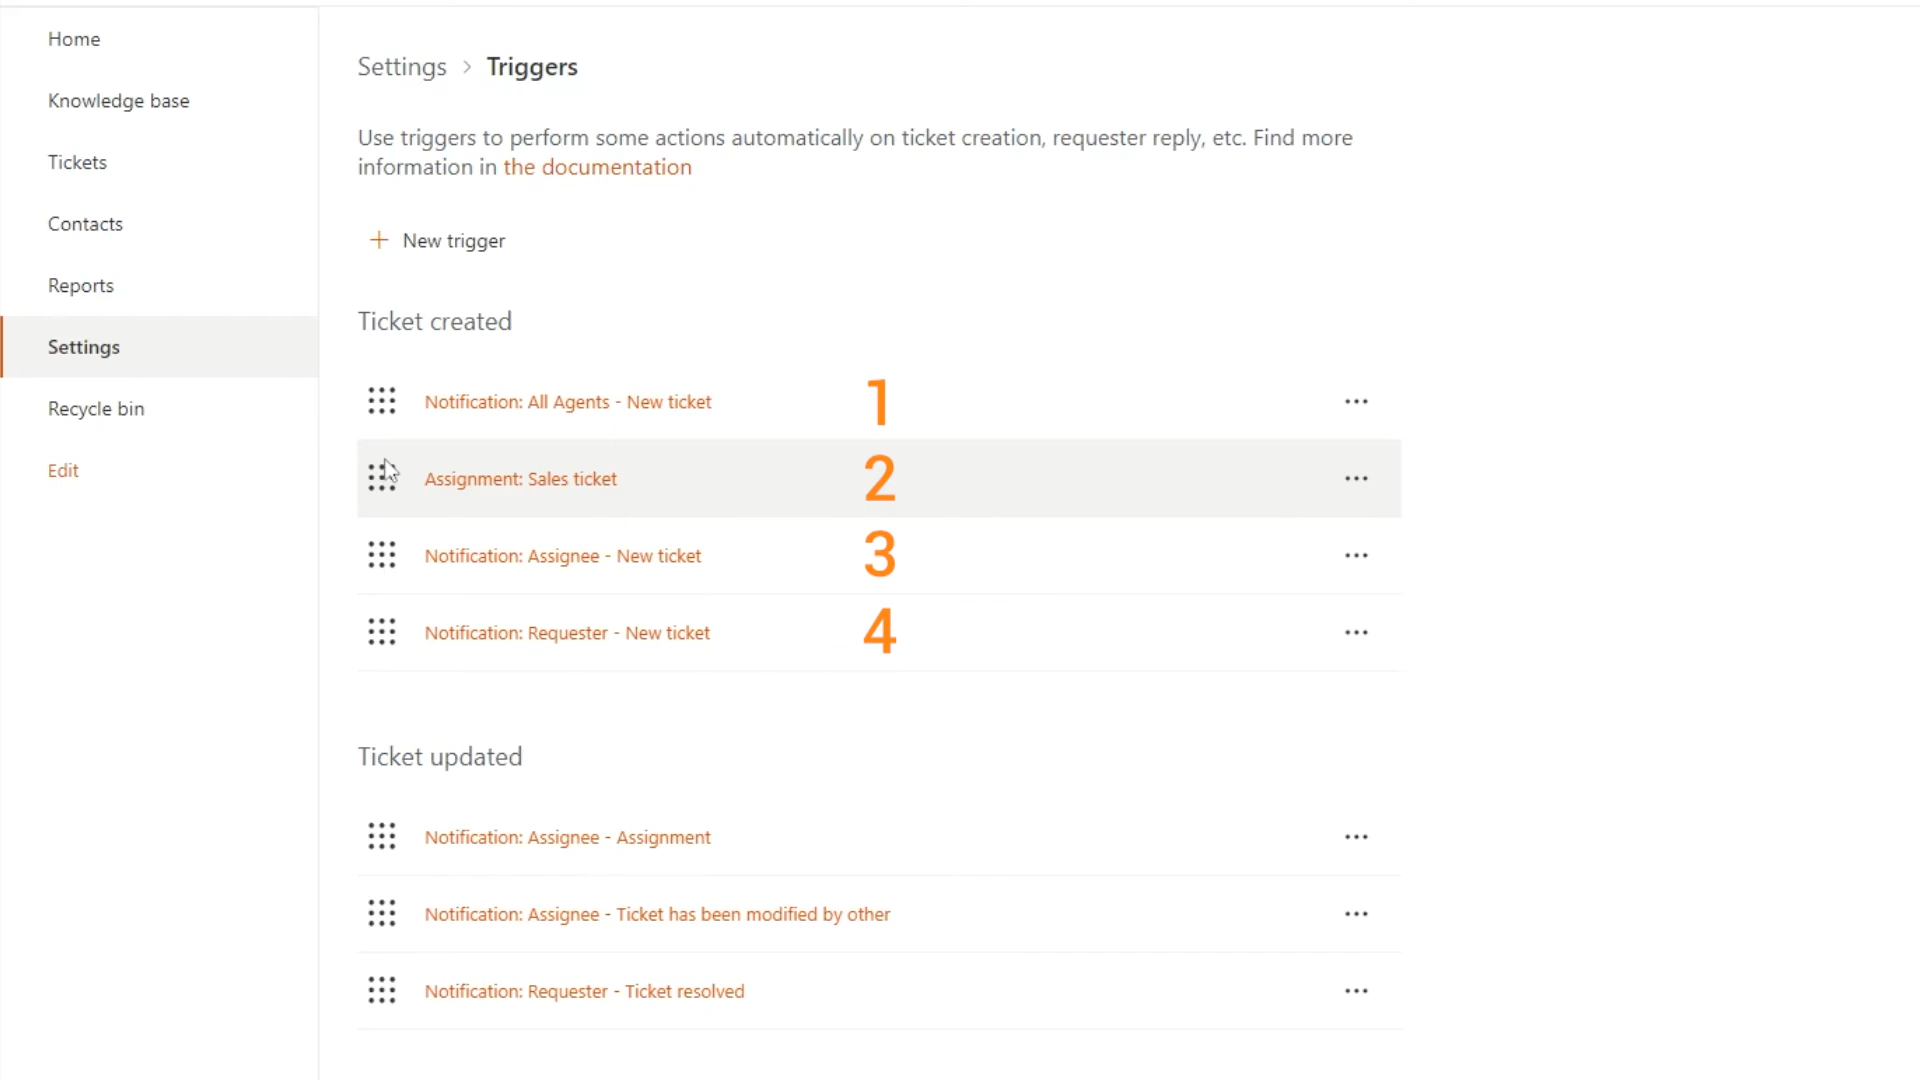 Home
Knowledge base
Tickets
Contacts
Reports
Settings
Recycle bin
Edit
Settings > Triggers
Use triggers to perform some actions automatically on ticket creation, requester reply, etc. Find more
information in the documentation
+ New trigger
Ticket created
Notification: All Agents - New ticket 1 ...
Assignment: Sales ticket 2 ...
Notification: Assignee - New ticket 3 ...
Notification: Requester - New ticket 4 ...
Ticket updated
Notification: Assignee - Assignment ...
Notification: Assignee - Ticket has been modified by other ...
Notification: Requester - Ticket resolved ...